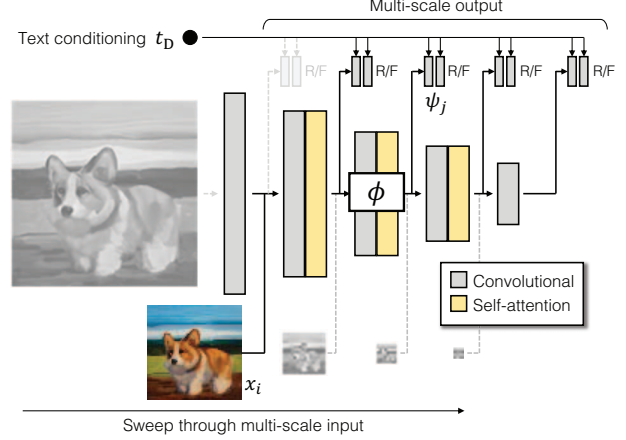 Multi-scale output
Text conditioning t_D
R/F R/F R/F R/F R/F
ψ_j
ϕ
Convolutional
Self-attention
x_i
Sweep through multi-scale input